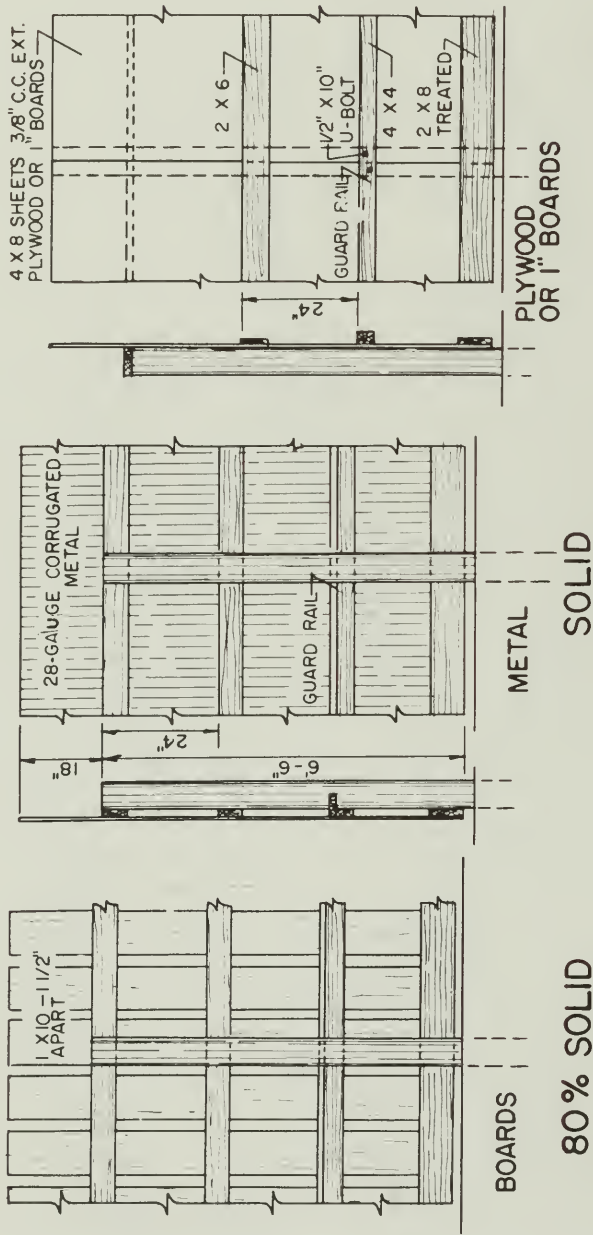 1 X 10 – 1 1/2"
APART
BOARDS
80% SOLID
18"
24"
6'-6"
28-GAUGE CORRUGATED
METAL
GUARD RAIL
METAL
SOLID
4 X 8 SHEETS 3/8" C.C. EXT.
PLYWOOD OR 1" BOARDS
24"
2 X 6
GUARD RAIL
1/2" X 10"
U-BOLT
4 X 4
2 X 8
TREATED
PLYWOOD
OR 1" BOARDS